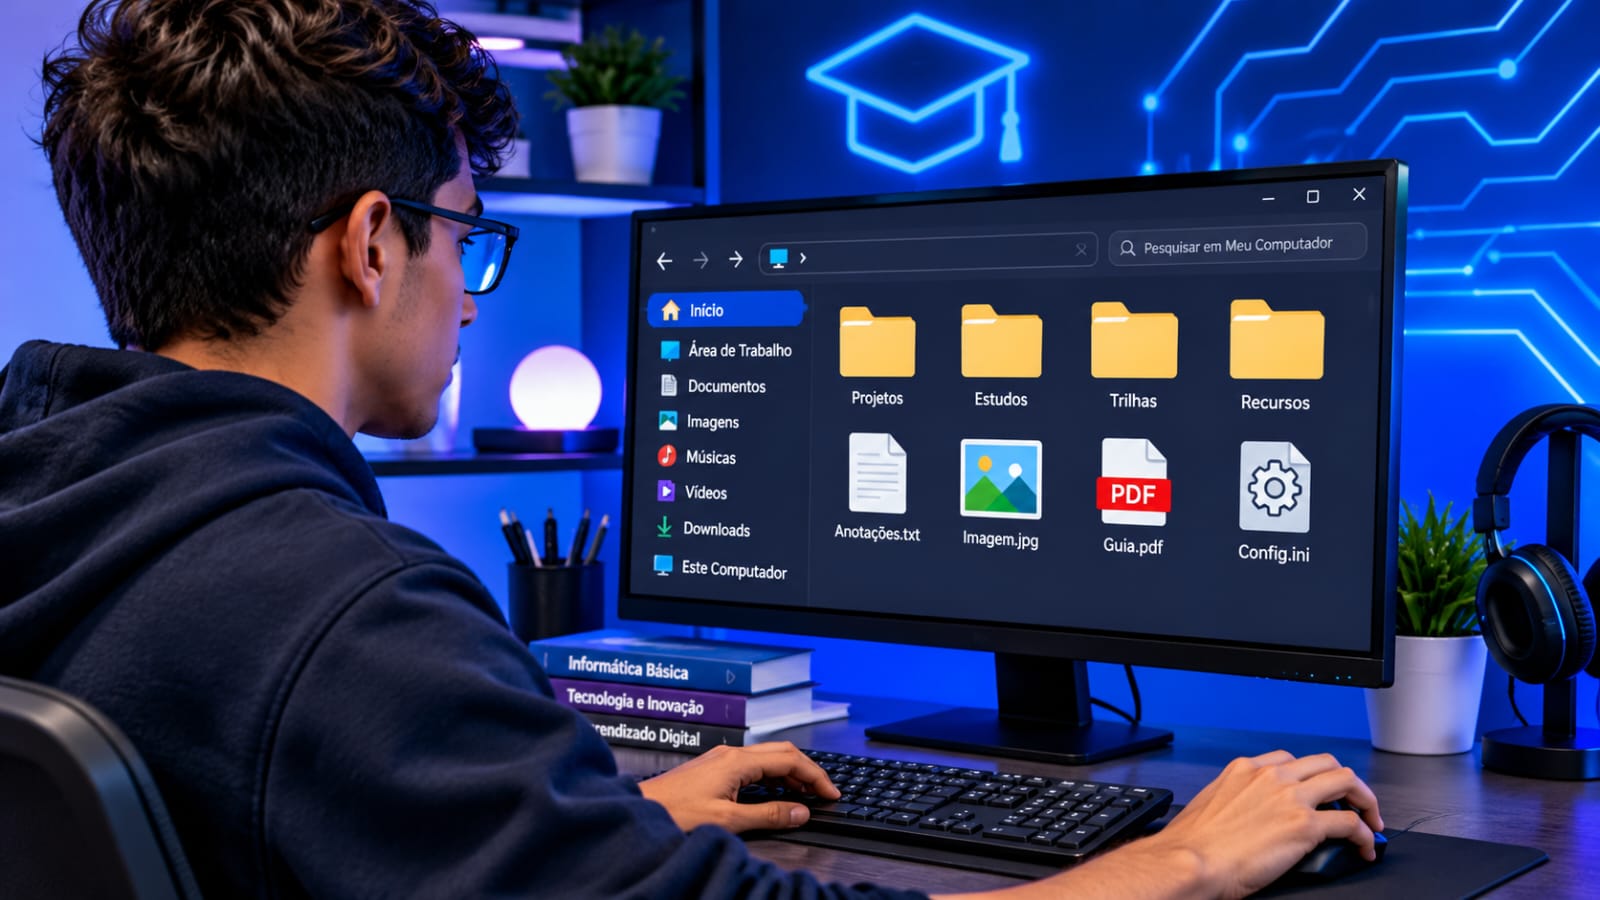 Pesquisar em Meu Computador
Início
Área de Trabalho
Documentos
Imagens
Músicas
Vídeos
Downloads
Este Computador
Projetos
Estudos
Trilhas
Recursos
Anotações.txt
Imagem.jpg
PDF
Guia.pdf
Config.ini
Informática Básica
Tecnologia e Inovação
Digital